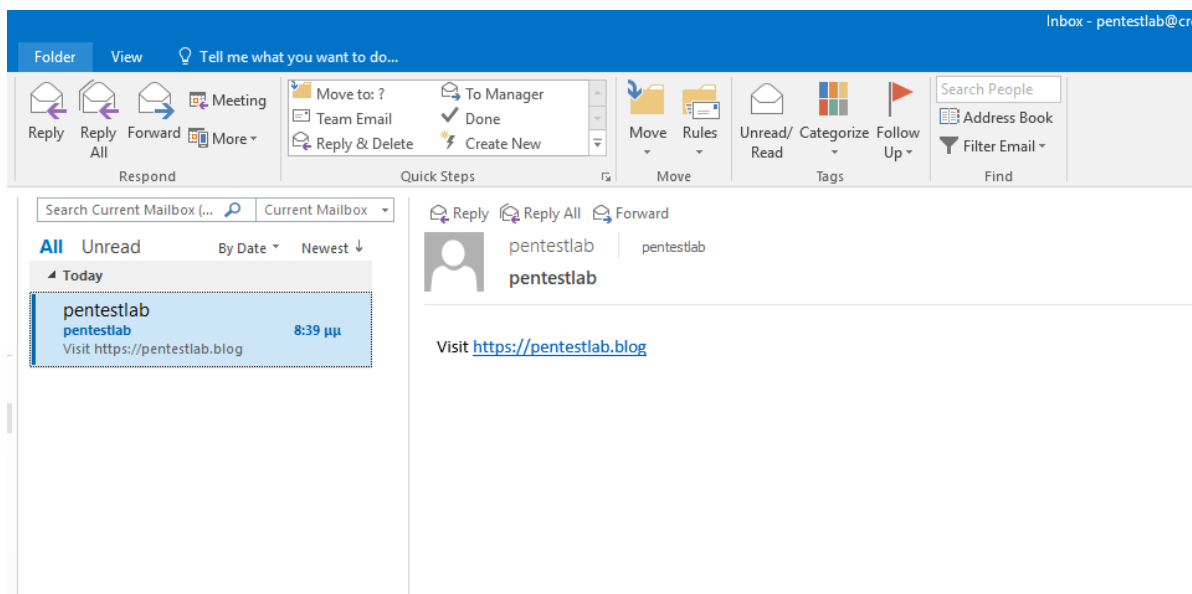 Inbox - pentestlab@cr
Folder View Tell me what you want to do...
Reply
Reply All
Forward
Meeting
More
Respond
Move to: ?
To Manager
Team Email
Done
Reply & Delete
Create New
Quick Steps
Move
Rules
Move
Unread/ Read
Categorize
Follow Up
Tags
Search People
Address Book
Filter Email
Find
Search Current Mailbox (... Current Mailbox
All Unread By Date Newest ↓
Today
pentestlab
pentestlab 8:39 μμ
Visit https://pentestlab.blog
Reply Reply All Forward
pentestlab pentestlab
pentestlab
Visit https://pentestlab.blog